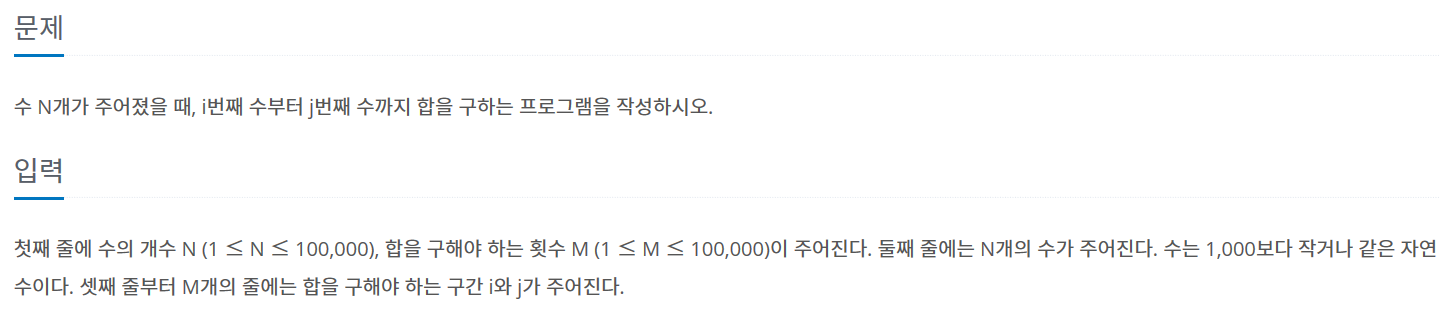 문제
수 N개가 주어졌을 때, i번째 수부터 j번째 수까지 합을 구하는 프로그램을 작성하시오.
입력
첫째 줄에 수의 개수 N (1 ≤ N ≤ 100,000), 합을 구해야 하는 횟수 M (1 ≤ M ≤ 100,000)이 주어진다. 둘째 줄에는 N개의 수가 주어진다. 수는 1,000보다 작거나 같은 자연
수이다. 셋째 줄부터 M개의 줄에는 합을 구해야 하는 구간 i와 j가 주어진다.